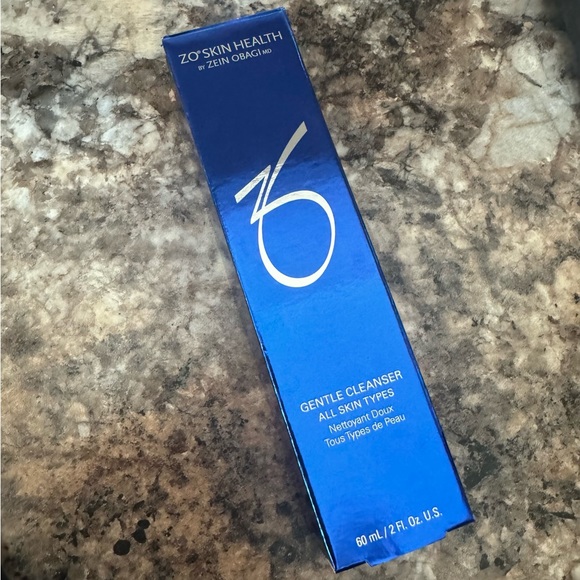 ZO® SKIN HEALTH
BY ZEIN OBAGI MD
ZO
GENTLE CLEANSER
ALL SKIN TYPES
Nettoyant Doux
Tous Types de Peau
60 mL / 2 Fl. Oz. U.S.